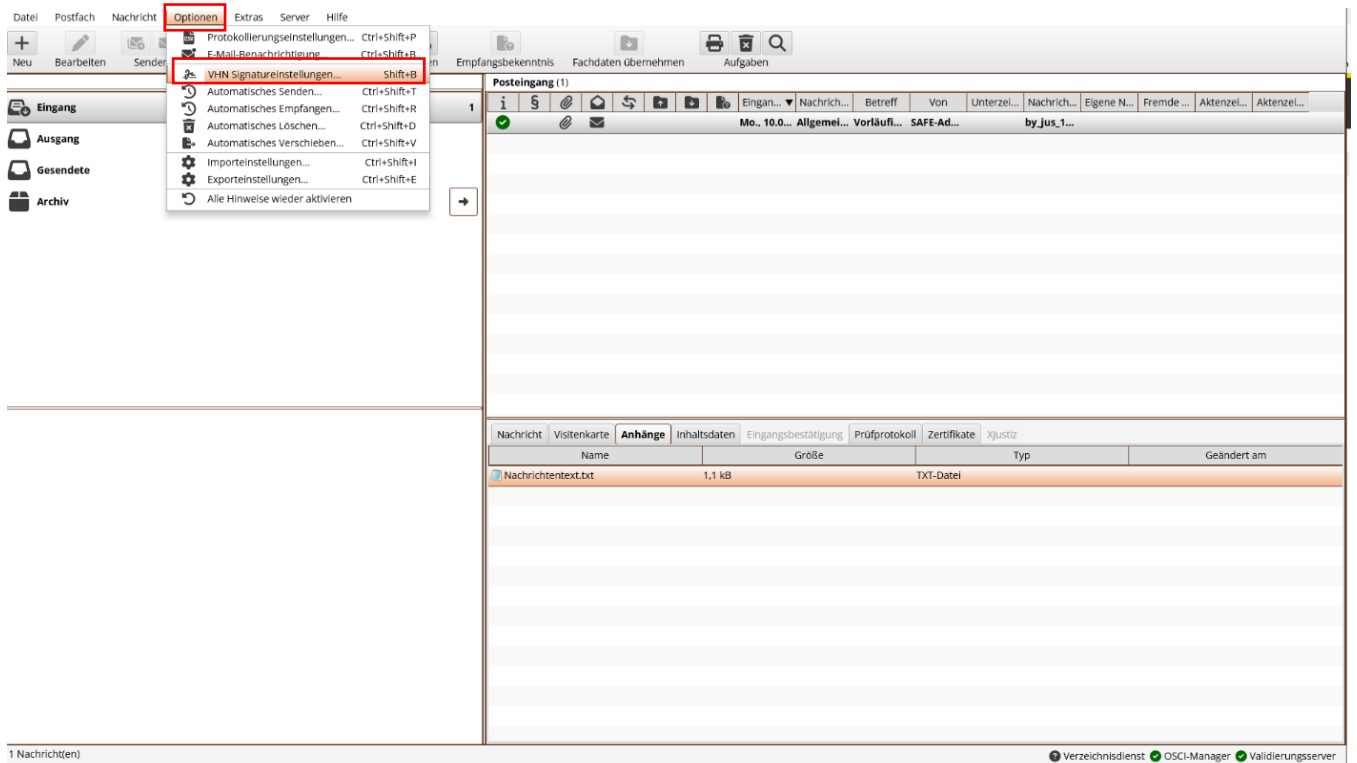 Datei Postfach Nachricht Optionen Extras Server Hilfe
Neu Bearbeiten Sender en Empfangsbekenntnis Fachdaten übernehmen Aufgaben
Protokollierungseinstellungen... Ctrl+Shift+P
E-Mail-Benachrichtigung... Ctrl+Shift+B
VHN Signatureinstellungen... Shift+B
Automatisches Senden... Ctrl+Shift+T
Automatisches Empfangen... Ctrl+Shift+R
Automatisches Löschen... Ctrl+Shift+D
Automatisches Verschieben... Ctrl+Shift+V
Importeinstellungen... Ctrl+Shift+I
Exporteinstellungen... Ctrl+Shift+E
Alle Hinweise wieder aktivieren
Eingang 1
Ausgang
Gesendete
Archiv
Posteingang (1)
i § Eingan... ▼ Nachrich... Betreff Von Unterzei... Nachrich... Eigene N... Fremde ... Aktenzei... Aktenzei...
Mo., 10.0... Allgemei... Vorläufi... SAFE-Ad... by_jus_1...
Nachricht Visitenkarte Anhänge Inhaltsdaten Eingangsbestätigung Prüfprotokoll Zertifikate XJustiz
Name Größe Typ Geändert am
Nachrichtentext.txt 1,1 kB TXT-Datei
1 Nachricht(en) Verzeichnisdienst OSCI-Manager Validierungsserver